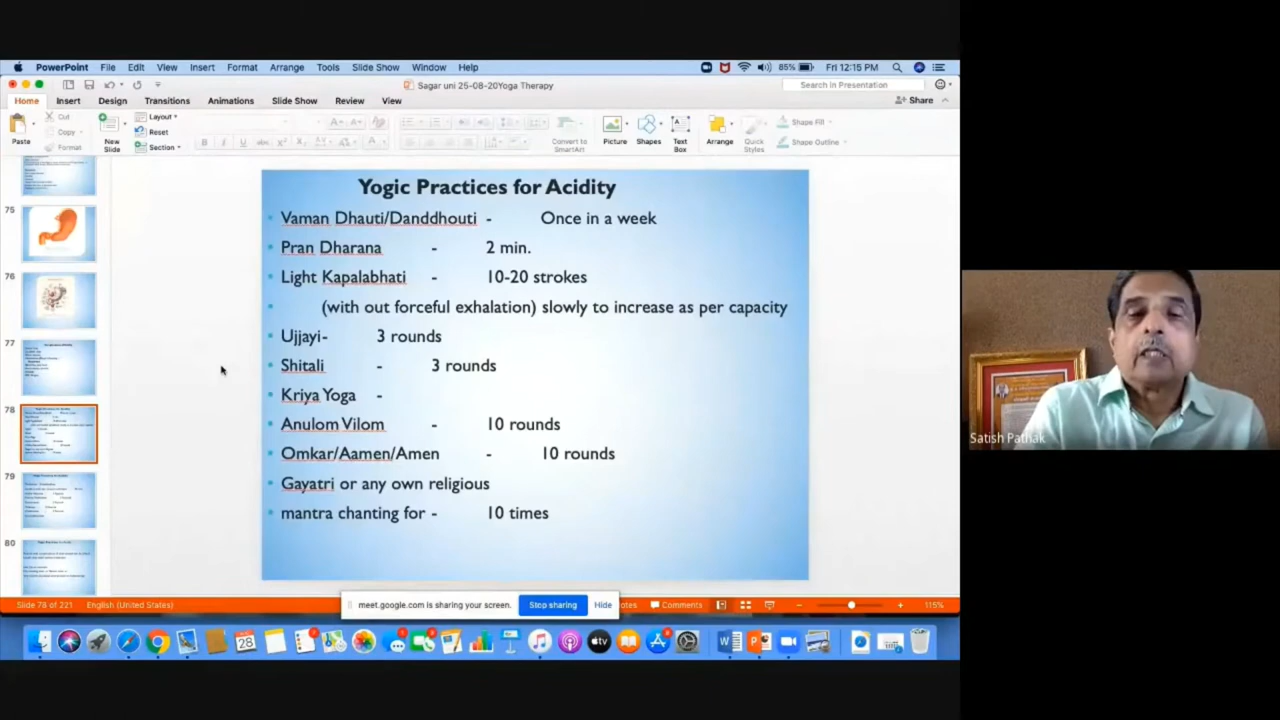 PowerPoint File Edit View Insert Format Arrange Tools Slide Show Window Help 85% Fri 12:15 PM
Sagar uni 25-08-20Yoga Therapy
Search in Presentation
Home Insert Design Transitions Animations Slide Show Review View
Share
Paste
Cut
Copy
Format
New Slide
Layout
Reset
Section
Convert to SmartArt
Picture
Shapes
Text Box
Arrange
Quick Styles
Shape Fill
Shape Outline
75
76
77
78
79
80
Yogic Practices for Acidity
Vaman Dhauti/Danddhouti - Once in a week
Pran Dharana - 2 min.
Light Kapalabhati - 10-20 strokes
(with out forceful exhalation) slowly to increase as per capacity
Ujjayi- 3 rounds
Shitali - 3 rounds
Kriya Yoga -
Anulom Vilom - 10 rounds
Omkar/Aamen/Amen - 10 rounds
Gayatri or any own religious
mantra chanting for - 10 times
Satish Pathak
Slide 78 of 221 English (United States)
meet.google.com is sharing your screen. Stop sharing Hide
Comments
115%